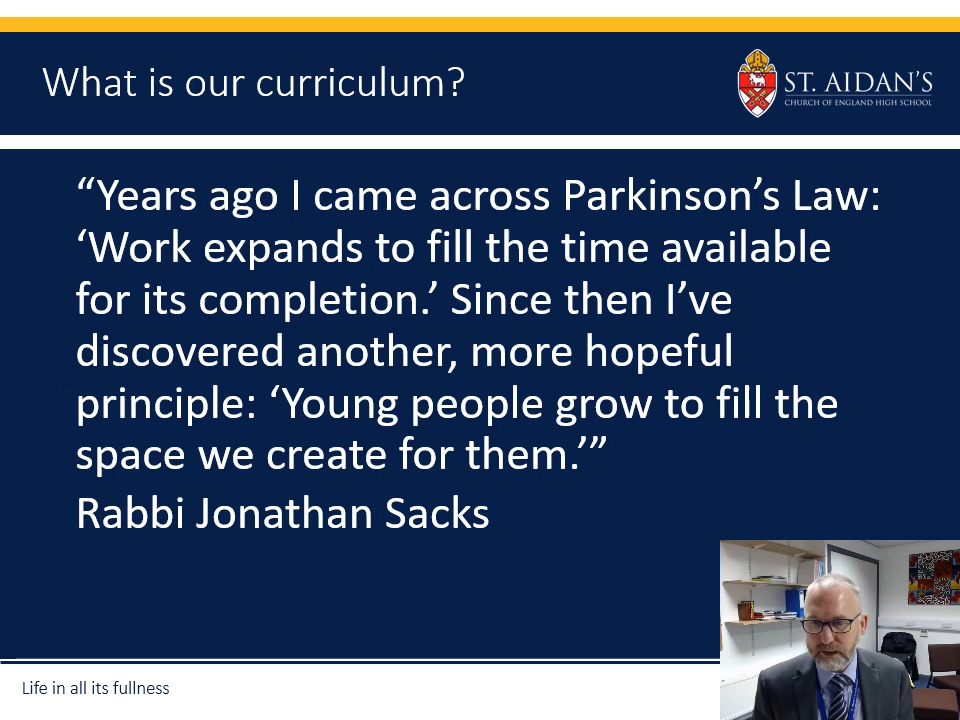 What is our curriculum?
ST. AIDAN'S
CHURCH OF ENGLAND HIGH SCHOOL
“Years ago I came across Parkinson’s Law:
‘Work expands to fill the time available
for its completion.’ Since then I’ve
discovered another, more hopeful
principle: ‘Young people grow to fill the
space we create for them.’”
Rabbi Jonathan Sacks
Life in all its fullness